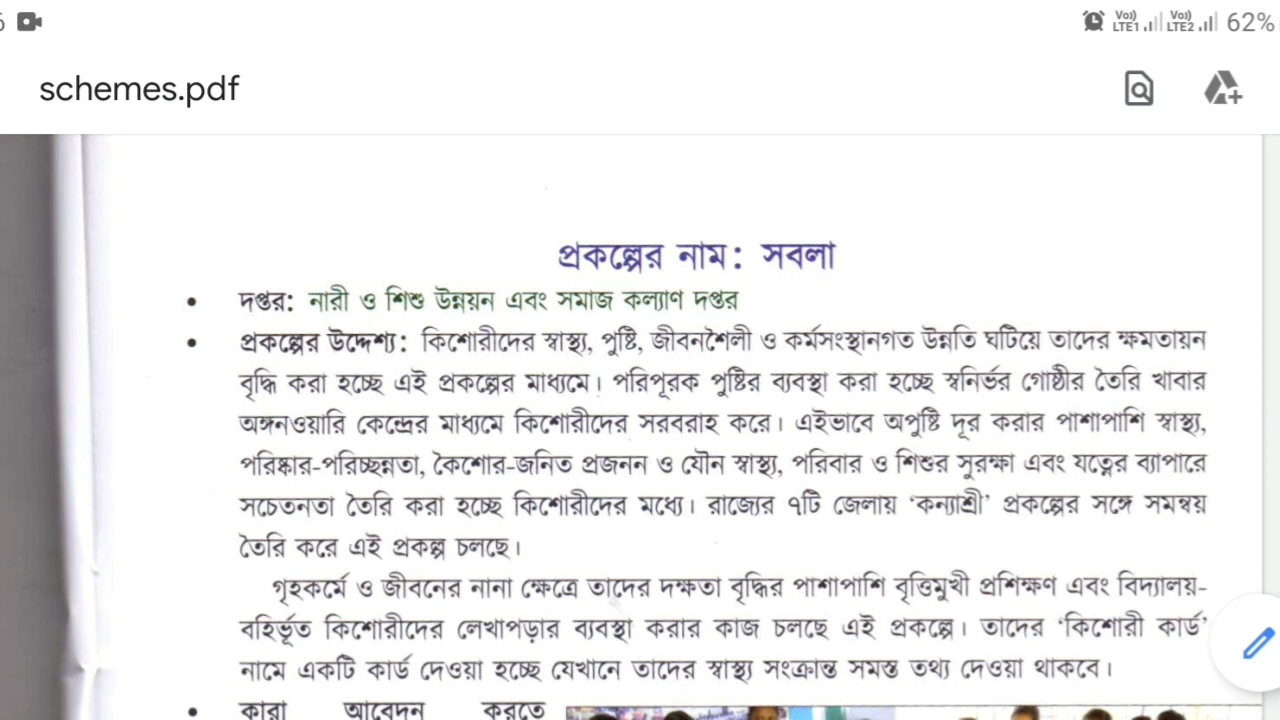 62%
schemes.pdf
প্রকল্পের নাম: সবলা
• দপ্তর: নারী ও শিশু উন্নয়ন এবং সমাজ কল্যাণ দপ্তর
• প্রকল্পের উদ্দেশ্য: কিশোরীদের স্বাস্থ্য, পুষ্টি, জীবনশৈলী ও কর্মসংস্থানগত উন্নতি ঘটিয়ে তাদের ক্ষমতায়ন
বৃদ্ধি করা হচ্ছে এই প্রকল্পের মাধ্যমে। পরিপূরক পুষ্টির ব্যবস্থা করা হচ্ছে স্বনির্ভর গোষ্ঠীর তৈরি খাবার
অঙ্গনওয়ারি কেন্দ্রের মাধ্যমে কিশোরীদের সরবরাহ করে। এইভাবে অপুষ্টি দূর করার পাশাপাশি স্বাস্থ্য,
পরিষ্কার-পরিচ্ছন্নতা, কৈশোর-জনিত প্রজনন ও যৌন স্বাস্থ্য, পরিবার ও শিশুর সুরক্ষা এবং যত্নের ব্যাপারে
সচেতনতা তৈরি করা হচ্ছে কিশোরীদের মধ্যে। রাজ্যের ৭টি জেলায় ‘কন্যাশ্রী’ প্রকল্পের সঙ্গে সমন্বয়
তৈরি করে এই প্রকল্প চলছে।
গৃহকর্মে ও জীবনের নানা ক্ষেত্রে তাদের দক্ষতা বৃদ্ধির পাশাপাশি বৃত্তিমুখী প্রশিক্ষণ এবং বিদ্যালয়-
বহির্ভূত কিশোরীদের লেখাপড়ার ব্যবস্থা করার কাজ চলছে এই প্রকল্পে। তাদের ‘কিশোরী কার্ড’
নামে একটি কার্ড দেওয়া হচ্ছে যেখানে তাদের স্বাস্থ্য সংক্রান্ত সমস্ত তথ্য দেওয়া থাকবে।
• কারা আবেদন করতে